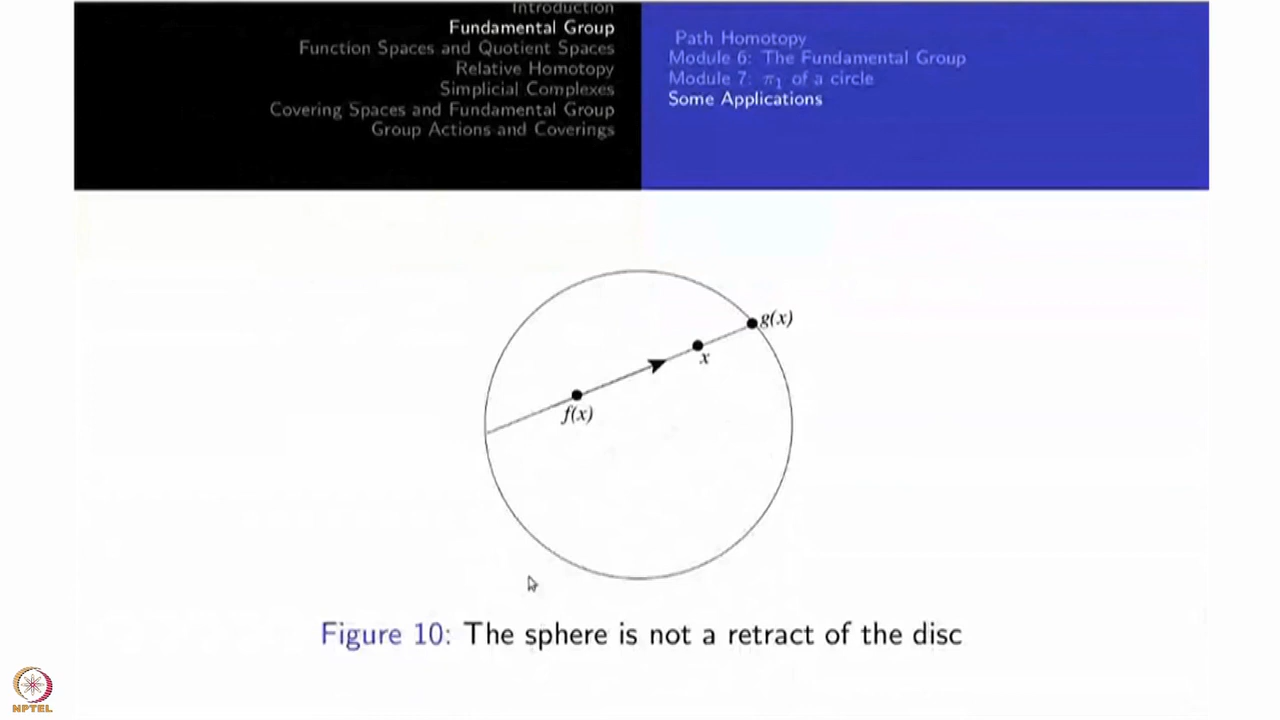 Introduction
Fundamental Group
Function Spaces and Quotient Spaces
Relative Homotopy
Simplicial Complexes
Covering Spaces and Fundamental Group
Group Actions and Coverings
Path Homotopy
Module 6: The Fundamental Group
Module 7: π₁ of a circle
Some Applications
g(x)
x
f(x)
Figure 10: The sphere is not a retract of the disc
NPTEL